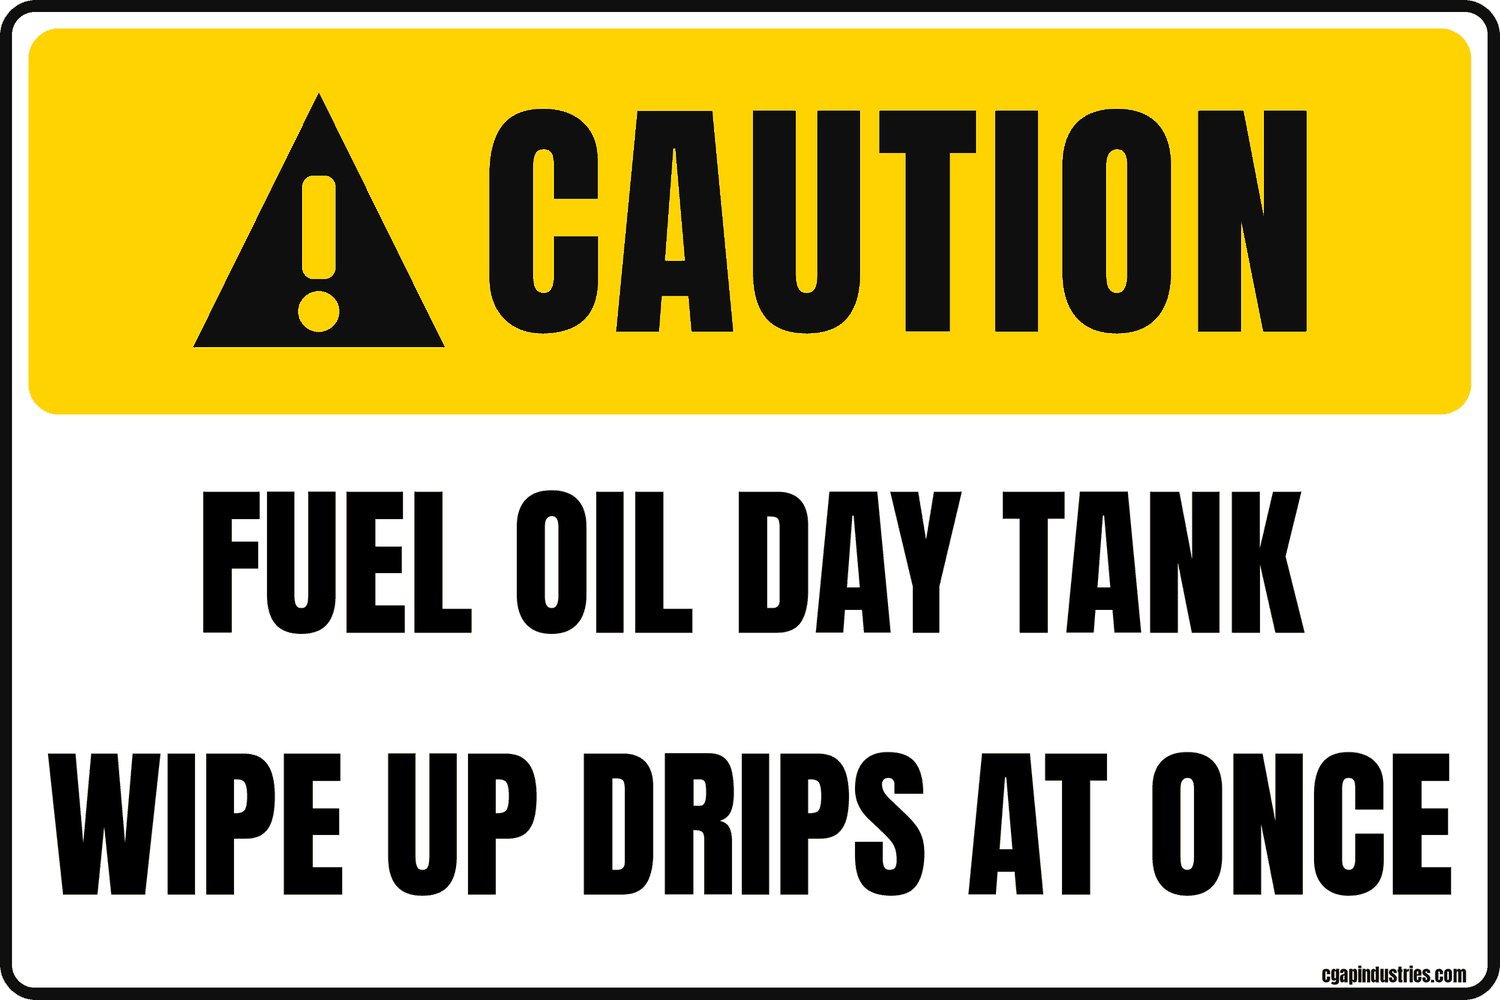 CAUTION
FUEL OIL DAY TANK
WIPE UP DRIPS AT ONCE
cgapindustries.com